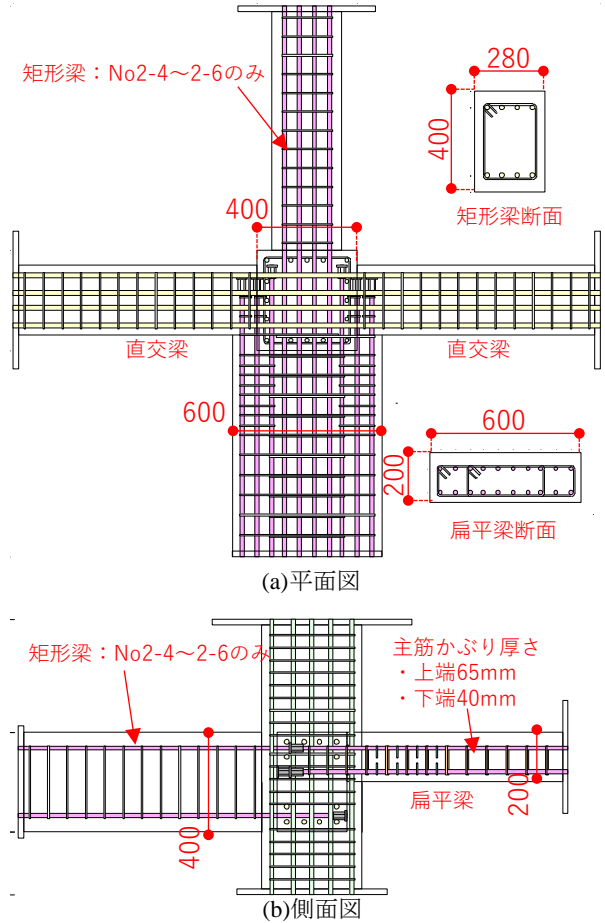 矩形梁：No2-4～2-6のみ
280
400
矩形梁断面
400
直交梁
直交梁
600
600
200
扁平梁断面
(a)平面図
矩形梁：No2-4～2-6のみ
主筋かぶり厚さ
・上端65mm
・下端40mm
扁平梁
200
400
(b)側面図